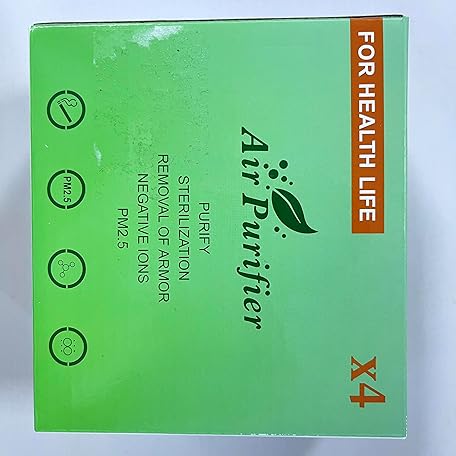 FOR HEALTH LIFE
x4
Air Purifier
PURIFY
STERILIZATION
REMOVAL OF ARMOR
NEGATIVE IONS
PM2.5
PM2.5